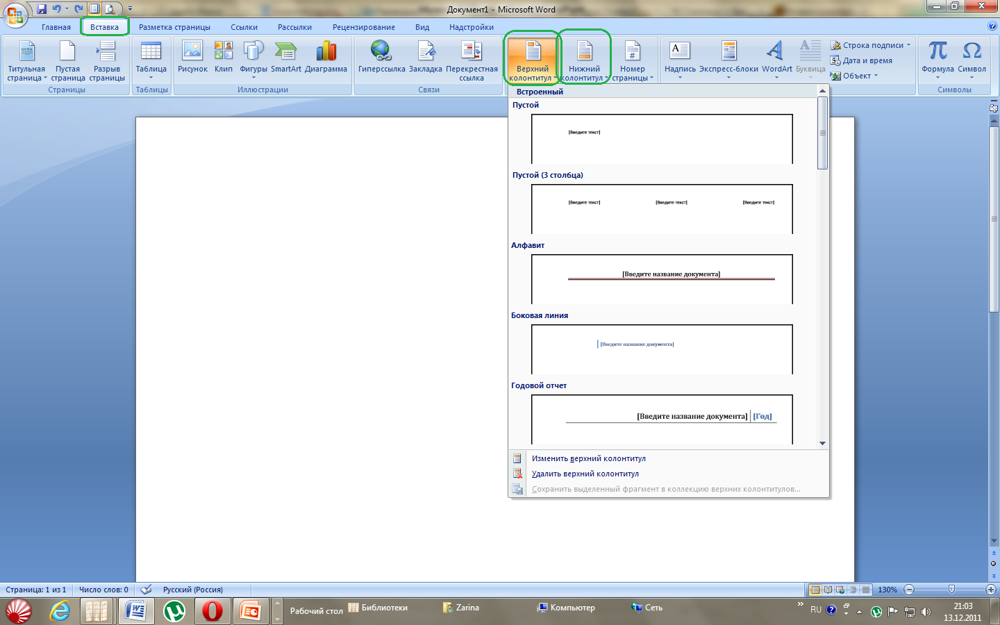 Документ1 - Microsoft Word
Главная Вставка Разметка страницы Ссылки Рассылки Рецензирование Вид Надстройки
Титульная страница
Пустая страница
Разрыв страницы
Страницы
Таблица
Таблицы
Рисунок
Клип
Фигуры
SmartArt
Диаграмма
Иллюстрации
Гиперссылка
Закладка
Перекрестная ссылка
Связи
Верхний колонтитул
Нижний колонтитул
Номер страницы
Надпись
Экспресс-блоки
WordArt
Буквица
Строка подписи
Дата и время
Объект
Формула
Символ
Символы
Встроенный
Пустой
[Введите текст]
Пустой (3 столбца)
[Введите текст] [Введите текст] [Введите текст]
Алфавит
[Введите название документа]
Боковая линия
[Введите название документа]
Годовой отчет
[Введите название документа] [Год]
Изменить верхний колонтитул
Удалить верхний колонтитул
Сохранить выделенный фрагмент в коллекцию верхних колонтитулов...
Страница: 1 из 1 Число слов: 0 Русский (Россия) 130%
Рабочий стол Библиотеки Zarina Компьютер Сеть » RU 21:03
13.12.2011